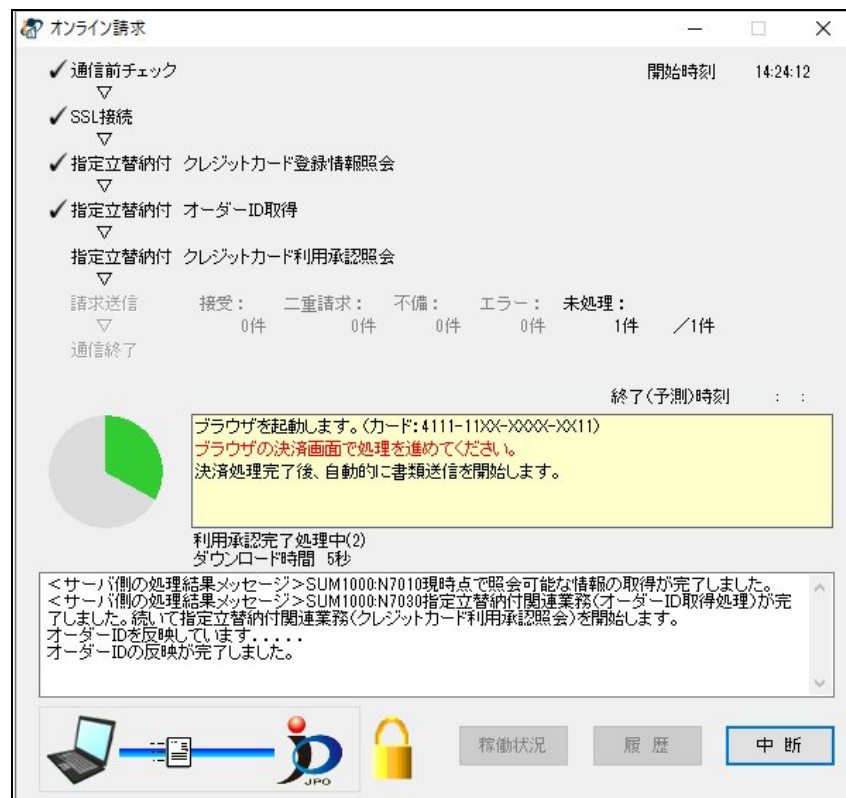 オンライン請求
✓通信前チェック 開始時刻 14:24:12
▽
✓SSL接続
▽
✓指定立替納付 クレジットカード登録情報照会
▽
✓指定立替納付 オーダーID取得
▽
指定立替納付 クレジットカード利用承認照会
▽
請求送信 接受: 二重請求: 不備: エラー: 未処理:
▽ 0件 0件 0件 0件 1件 /1件
通信終了
終了(予測)時刻 : :
ブラウザを起動します。(カード:4111-11XX-XXXX-XX11)
ブラウザの決済画面で処理を進めてください。
決済処理完了後、自動的に書類送信を開始します。
利用承認完了処理中(2)
ダウンロード時間 5秒
<サーバ側の処理結果メッセージ>SUM1000:N7010現時点で照会可能な情報の取得が完了しました。
<サーバ側の処理結果メッセージ>SUM1000:N7030指定立替納付関連業務(オーダーID取得処理)が完
了しました。続いて指定立替納付関連業務(クレジットカード利用承認照会)を開始します。
オーダーIDを反映しています.....
オーダーIDの反映が完了しました。
JPO
稼働状況 履歴 中断